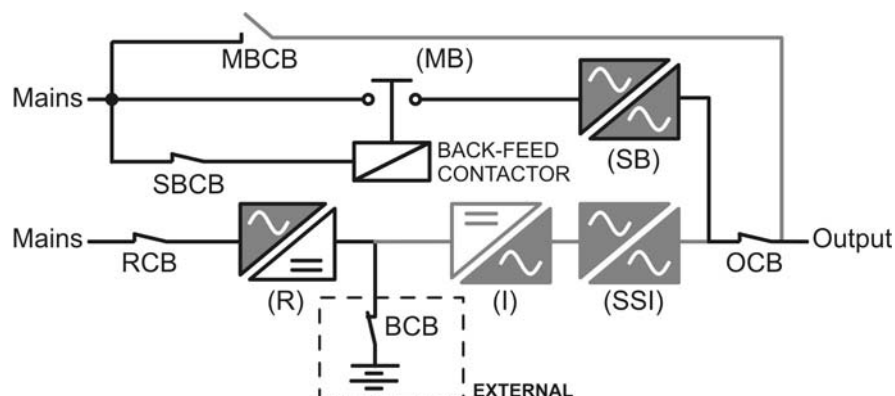 MBCB
(MB)
Mains
BACK-FEED
CONTACTOR
(SB)
SBCB
Mains
RCB
(R)
(I)
(SSI)
OCB
Output
BCB
EXTERNAL